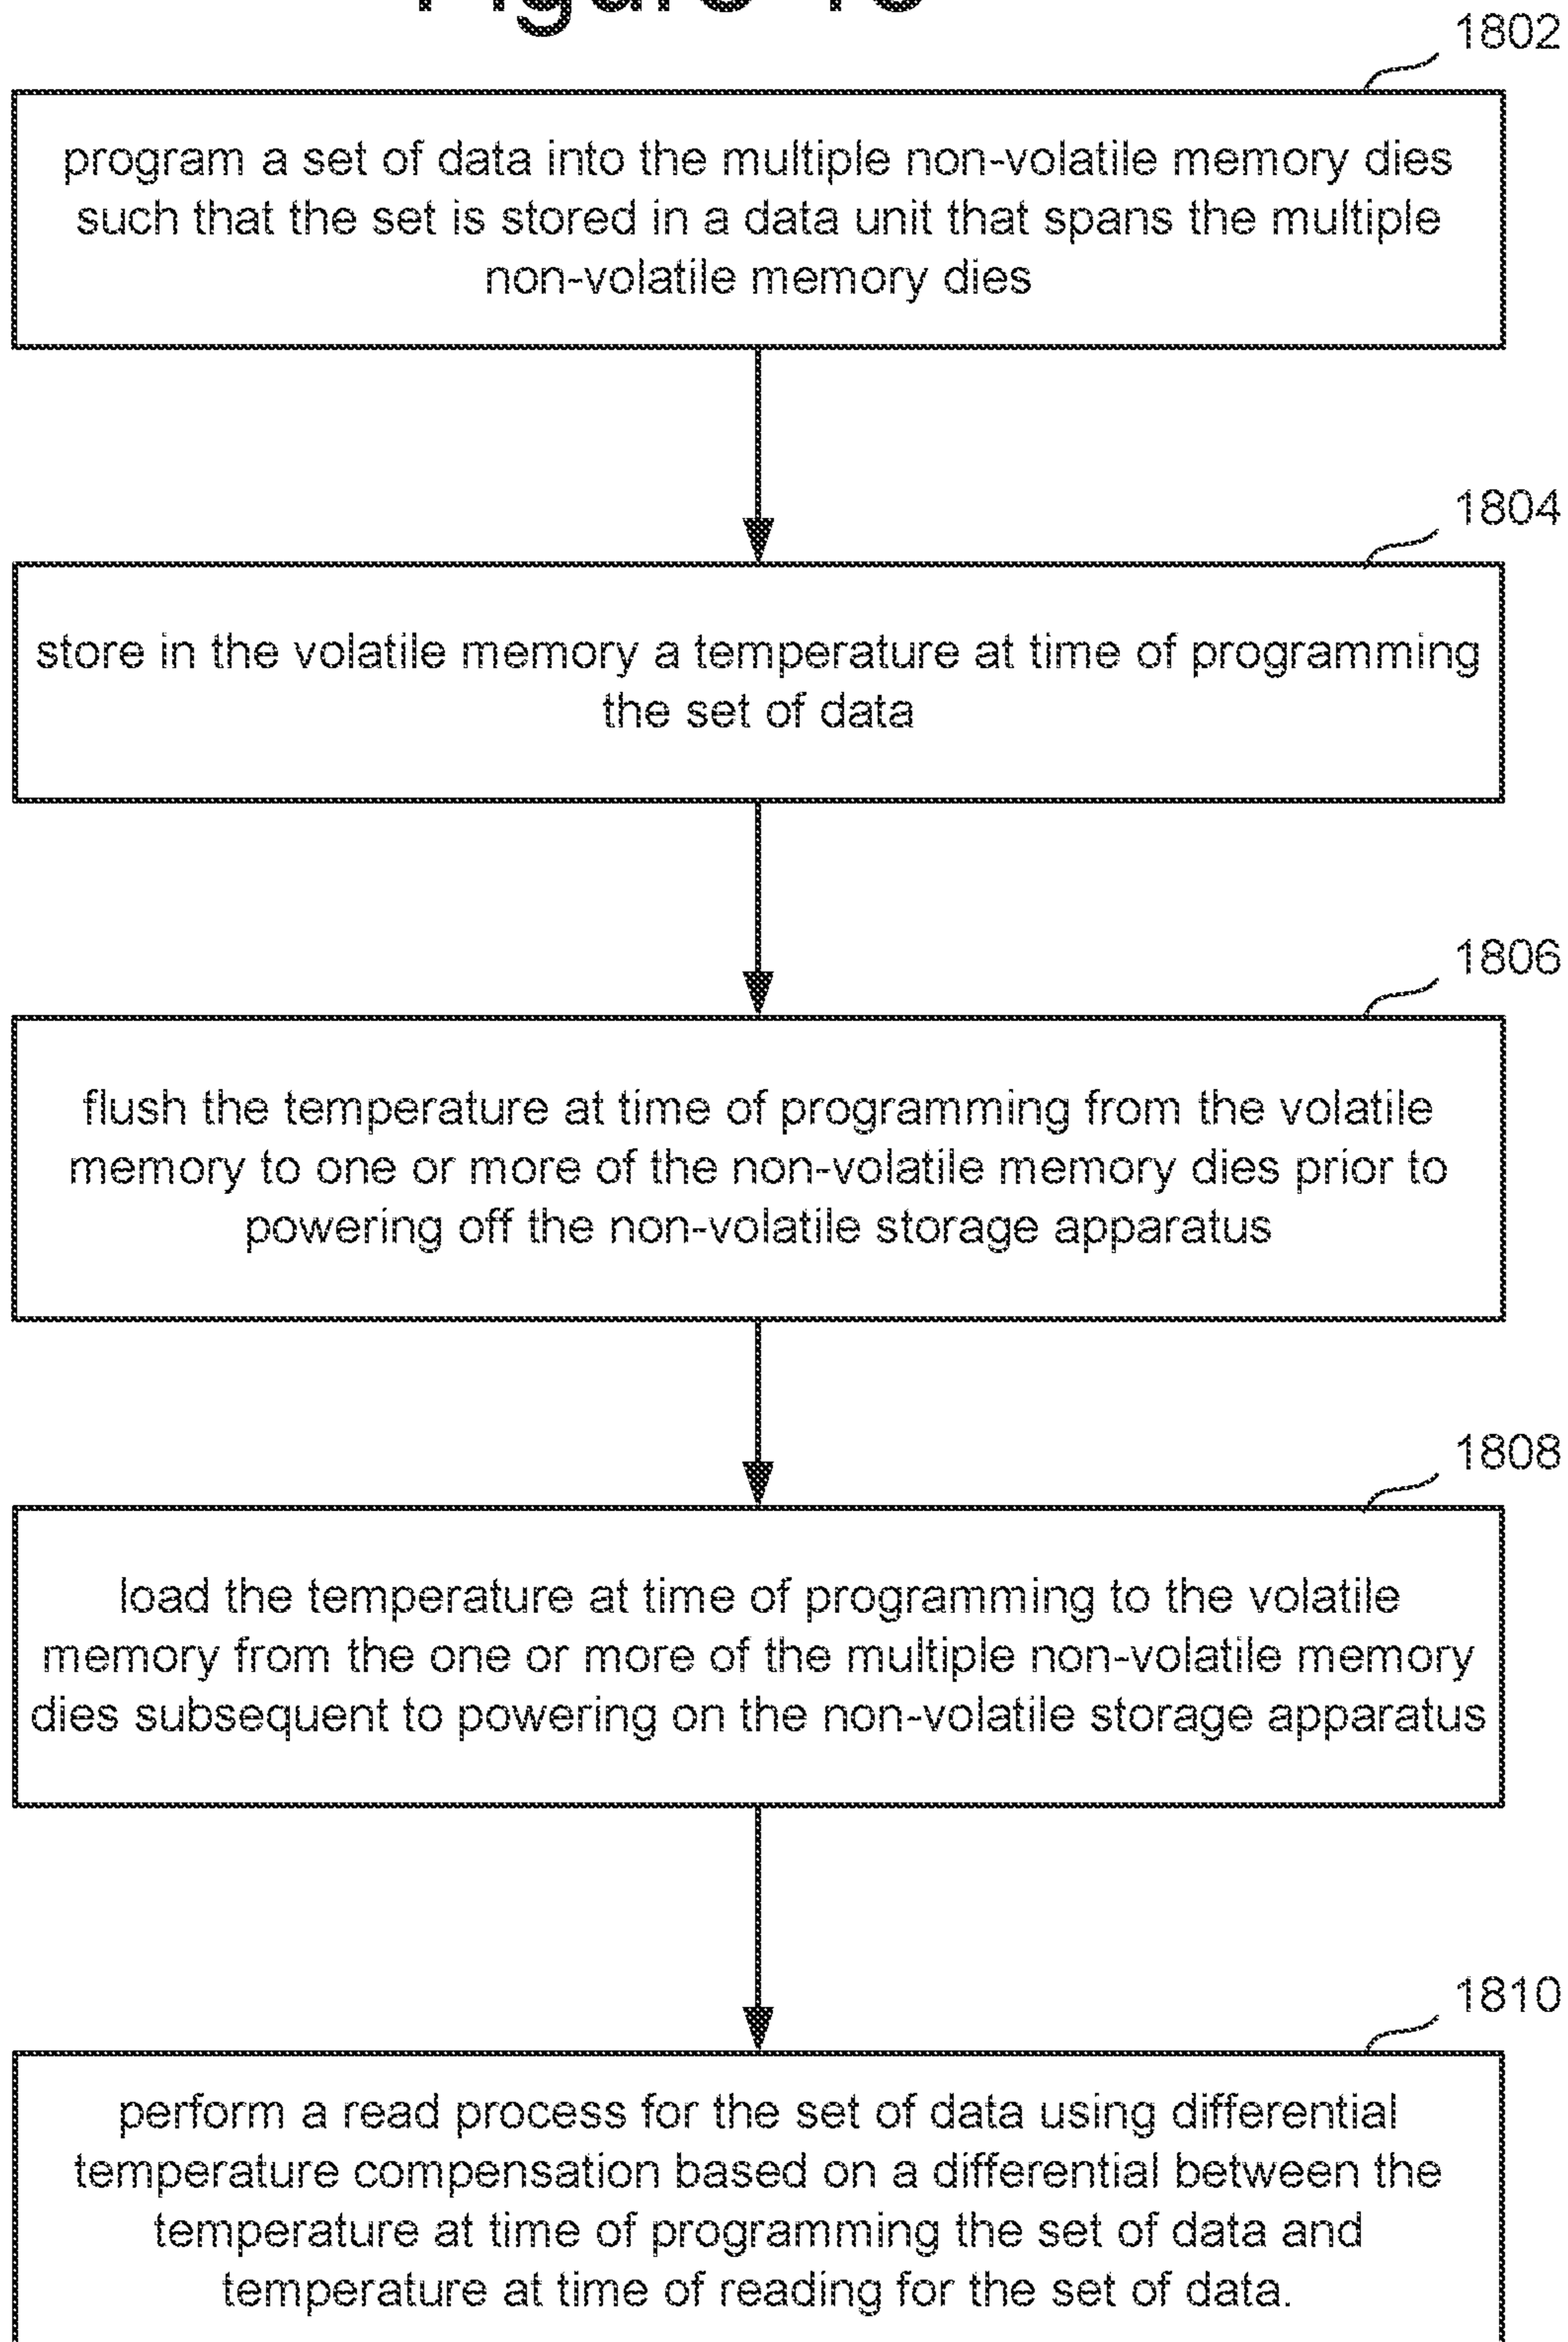 1802
program a set of data into the multiple non-volatile memory dies
such that the set is stored in a data unit that spans the multiple
non-volatile memory dies
1804
store in the volatile memory a temperature at time of programming
the set of data
1806
flush the temperature at time of programming from the volatile
memory to one or more of the non-volatile memory dies prior to
powering off the non-volatile storage apparatus
1808
load the temperature at time of programming to the volatile
memory from the one or more of the multiple non-volatile memory
dies subsequent to powering on the non-volatile storage apparatus
1810
perform a read process for the set of data using differential
temperature compensation based on a differential between the
temperature at time of programming the set of data and
temperature at time of reading for the set of data.